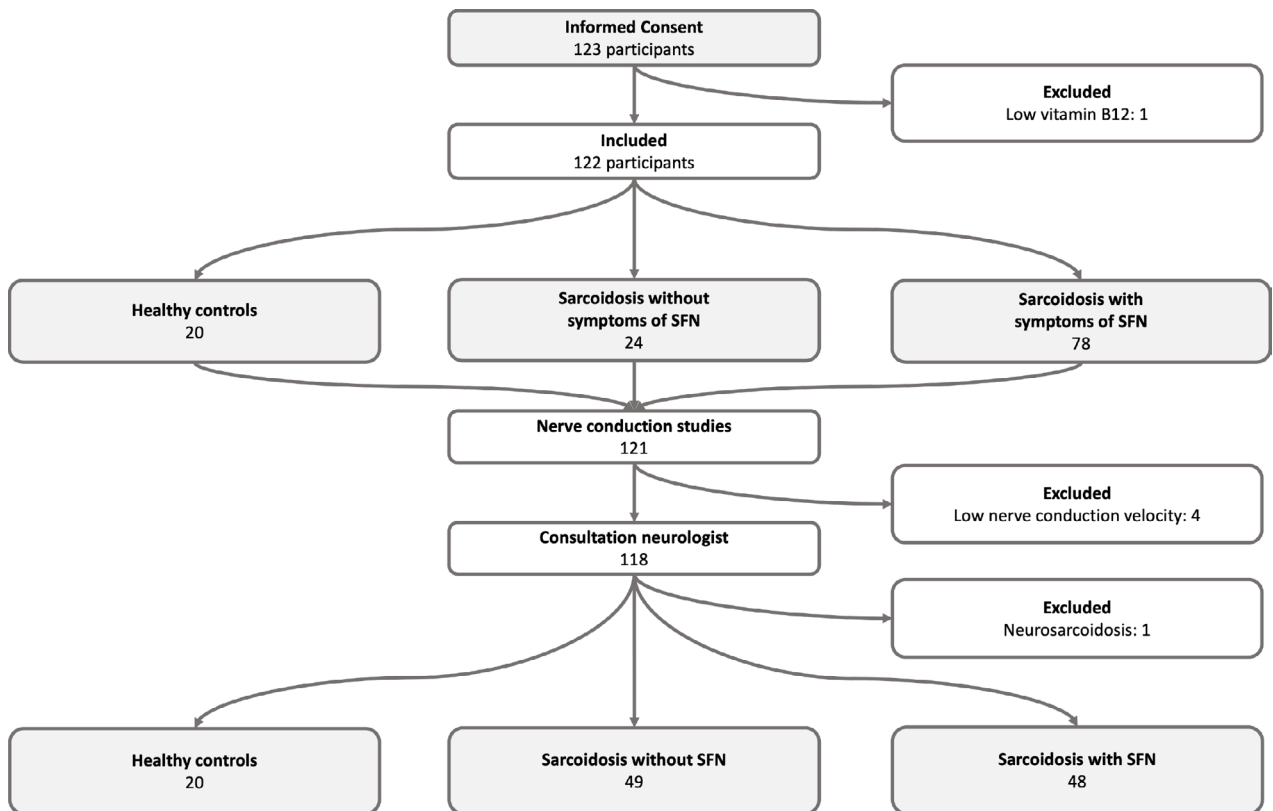 Informed Consent
123 participants
Excluded
Low vitamin B12: 1
Included
122 participants
Healthy controls
20
Sarcoidosis without
symptoms of SFN
24
Sarcoidosis with
symptoms of SFN
78
Nerve conduction studies
121
Excluded
Low nerve conduction velocity: 4
Consultation neurologist
118
Excluded
Neurosarcoidosis: 1
Healthy controls
20
Sarcoidosis without SFN
49
Sarcoidosis with SFN
48